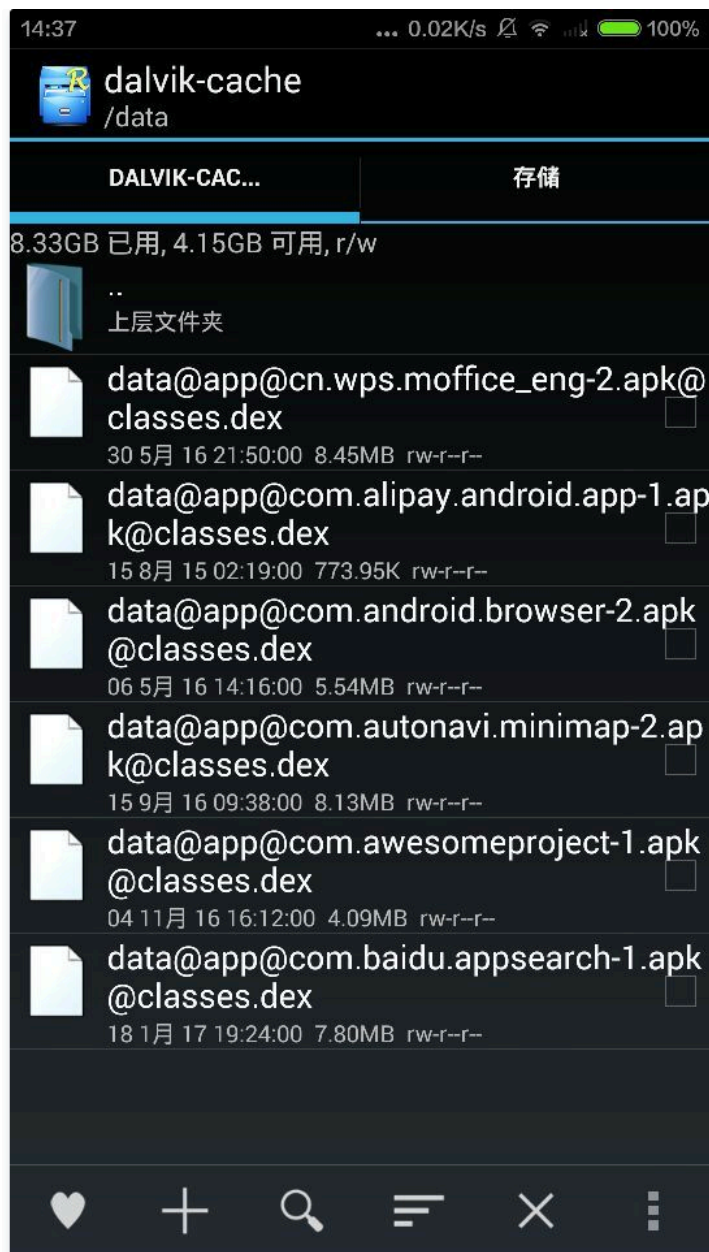 14:37
... 0.02K/s 100%
dalvik-cache
/data
DALVIK-CAC...
存储
8.33GB 已用, 4.15GB 可用, r/w
..
上层文件夹
data@app@cn.wps.moffice_eng-2.apk@
classes.dex
30 5月 16 21:50:00 8.45MB rw-r--r--
data@app@com.alipay.android.app-1.ap
k@classes.dex
15 8月 15 02:19:00 773.95K rw-r--r--
data@app@com.android.browser-2.apk
@classes.dex
06 5月 16 14:16:00 5.54MB rw-r--r--
data@app@com.autonavi.minimap-2.ap
k@classes.dex
15 9月 16 09:38:00 8.13MB rw-r--r--
data@app@com.awesomeproject-1.apk
@classes.dex
04 11月 16 16:12:00 4.09MB rw-r--r--
data@app@com.baidu.appsearch-1.apk
@classes.dex
18 1月 17 19:24:00 7.80MB rw-r--r--